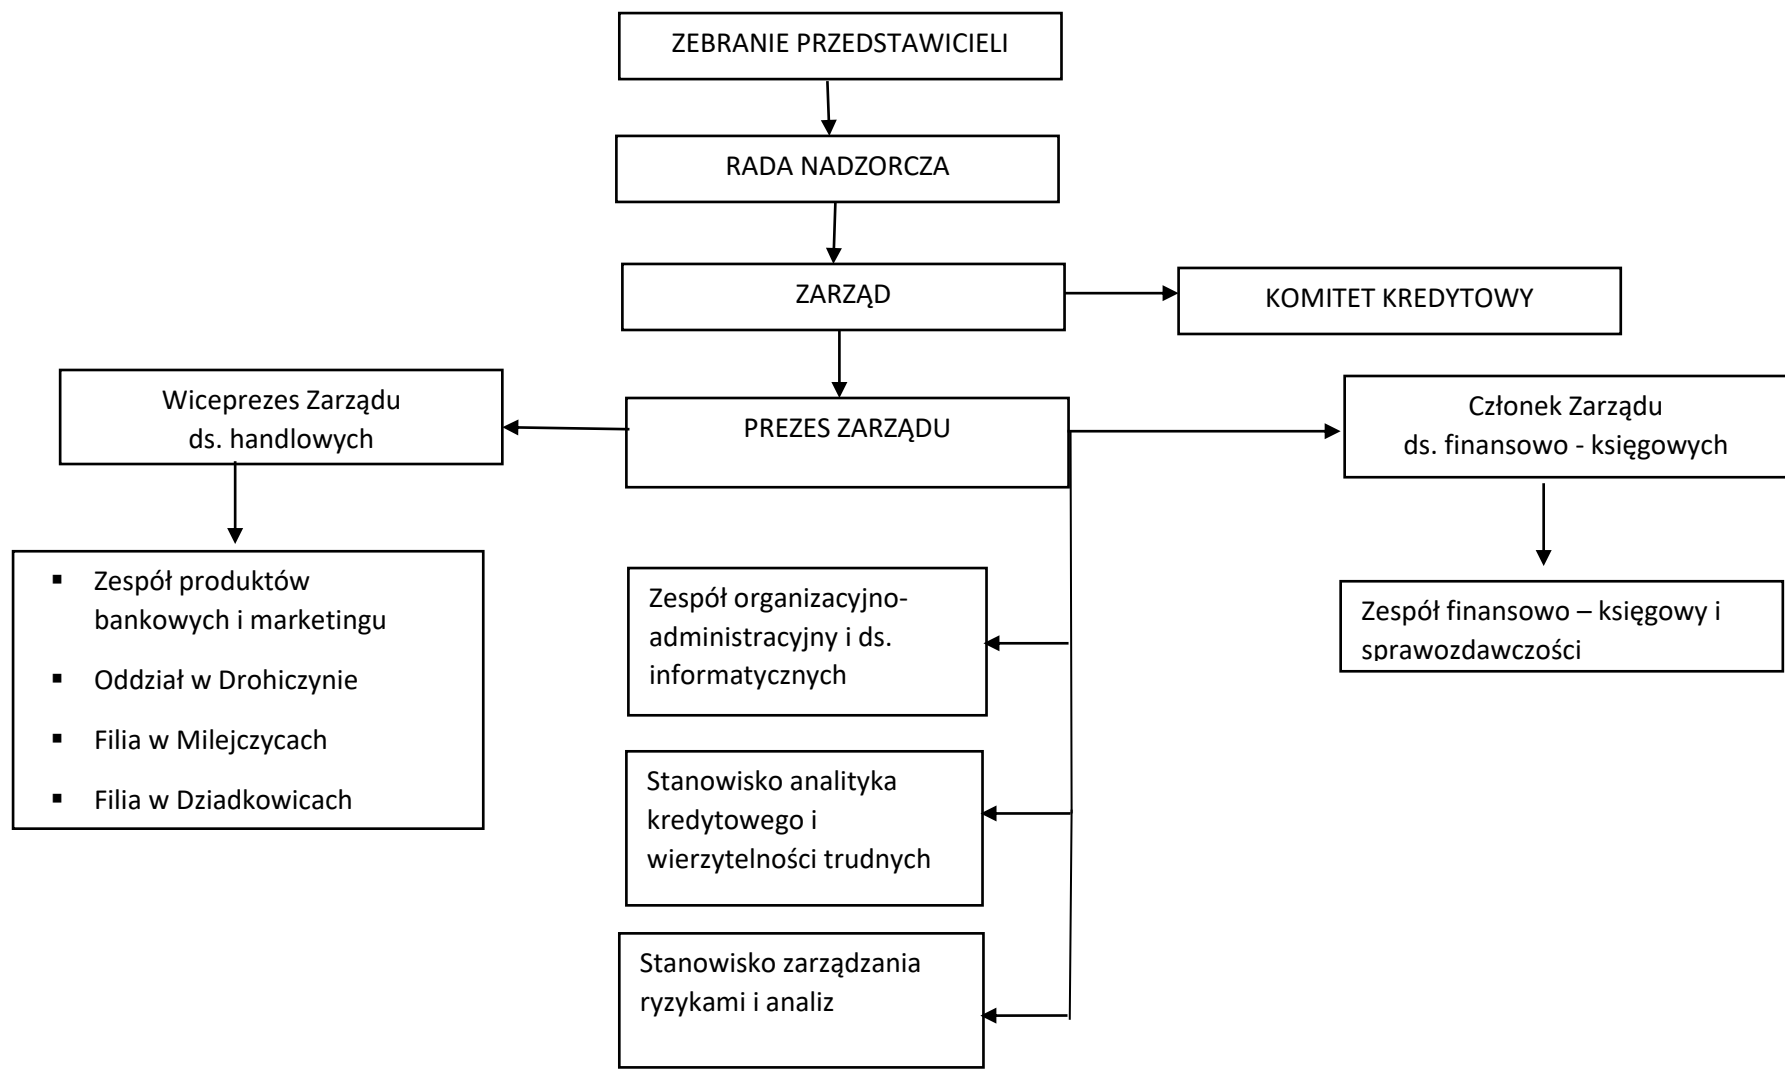 ZEBRANIE PRZEDSTAWICIELI
RADA NADZORCZA
ZARZĄD
KOMITET KREDYTOWY
Wiceprezes Zarządu
ds. handlowych
PREZES ZARZĄDU
Członek Zarządu
ds. finansowo - księgowych
▪ Zespół produktów
bankowych i marketingu
▪ Oddział w Drohiczynie
▪ Filia w Milejczycach
▪ Filia w Dziadkowicach
Zespół organizacyjno-
administracyjny i ds.
informatycznych
Zespół finansowo – księgowy i
sprawozdawczości
Stanowisko analityka
kredytowego i
wierzytelności trudnych
Stanowisko zarządzania
ryzykami i analiz